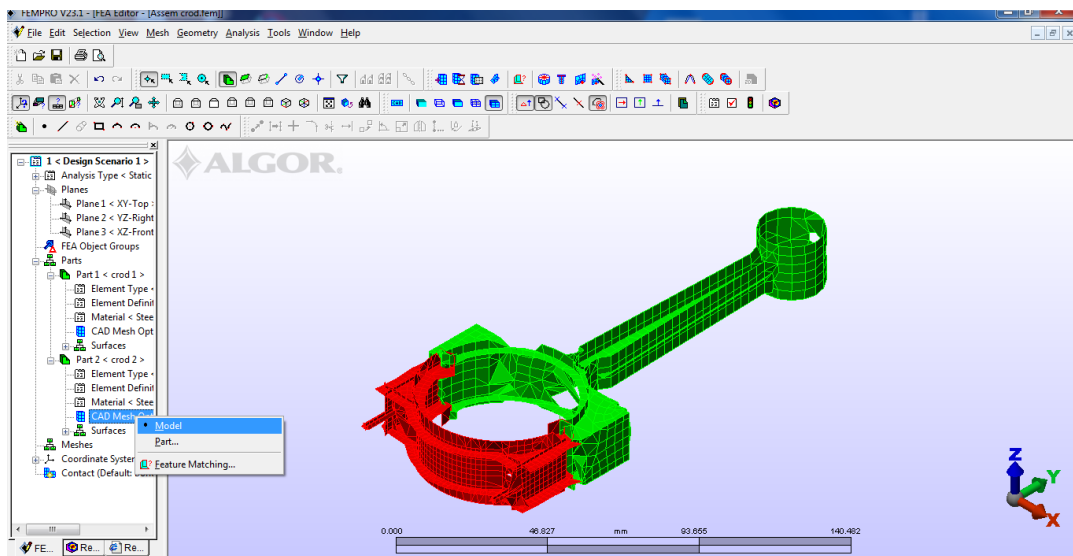 FEMPRO V23.1 - [FEA Editor - [Assem crod.fem]]
File Edit Selection View Mesh Geometry Analysis Tools Window Help
ALGOR.
1 < Design Scenario 1 >
Analysis Type < Static
Planes
Plane 1 < XY-Top
Plane 2 < YZ-Right
Plane 3 < XZ-Front
FEA Object Groups
Parts
Part 1 < crod 1 >
Element Type <
Element Definit
Material < Stee
CAD Mesh Opt
Surfaces
Part 2 < crod 2 >
Element Type <
Element Definit
Material < Stee
CAD Mesh Opt
Surfaces
Meshes
Coordinate System
Contact (Default:
Model
Part...
Feature Matching...
Z
Y
X
0.000 46.827 mm 93.655 140.482
FE... Re... Re...